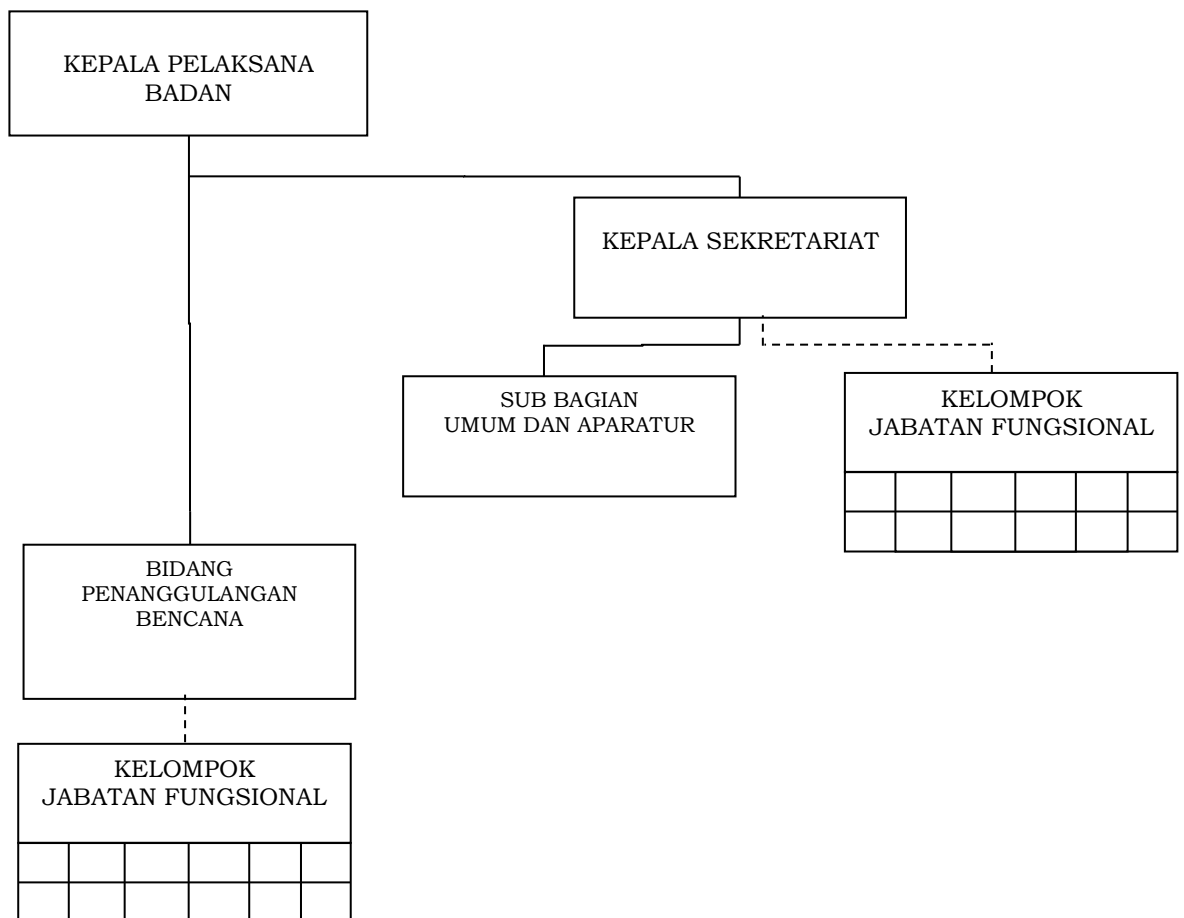 KEPALA PELAKSANA
BADAN
KEPALA SEKRETARIAT
SUB BAGIAN
UMUM DAN APARATUR
KELOMPOK
JABATAN FUNGSIONAL
BIDANG
PENANGGULANGAN
BENCANA
KELOMPOK
JABATAN FUNGSIONAL